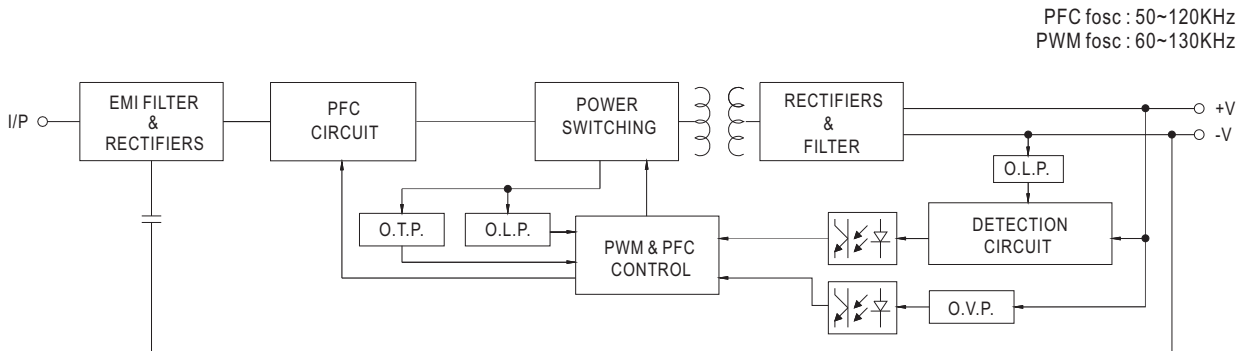 PFC fosc : 50~120KHz
PWM fosc : 60~130KHz
I/P
EMI FILTER
&
RECTIFIERS
PFC
CIRCUIT
POWER
SWITCHING
RECTIFIERS
&
FILTER
+V
-V
O.L.P.
O.T.P.
O.L.P.
PWM & PFC
CONTROL
DETECTION
CIRCUIT
O.V.P.